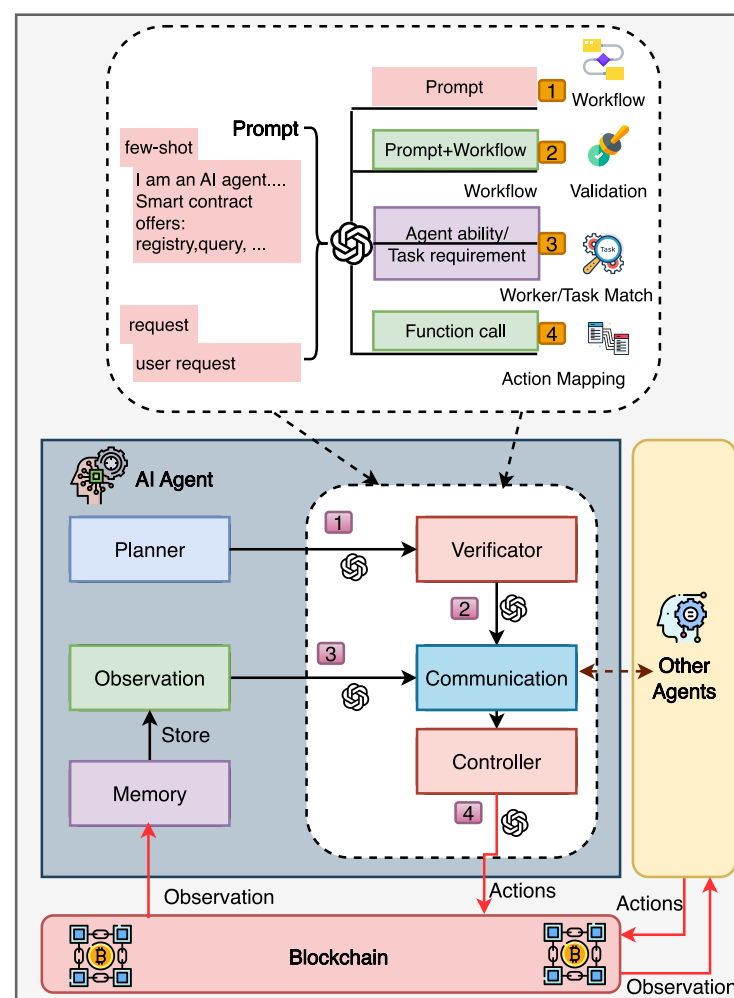 Prompt
few-shot
I am an AI agent....
Smart contract
offers:
registry,query, ...
request
user request
Prompt
1
Workflow
Prompt+Workflow
2
Workflow
Validation
Agent ability/
Task requirement
3
Task
Worker/Task Match
Function call
4
Action Mapping
AI Agent
Planner
1
Verificator
2
Observation
3
Communication
Other
Agents
Store
Memory
Controller
4
Observation
Actions
Actions
Blockchain
Observation